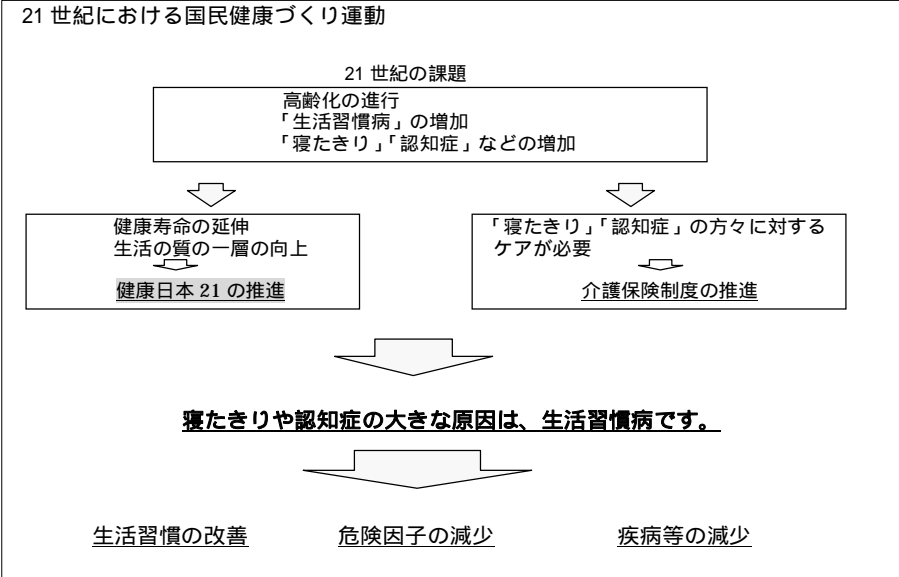 21 世紀における国民健康づくり運動
21 世紀の課題
高齢化の進行
「生活習慣病」の増加
「寝たきり」「認知症」などの増加
健康寿命の延伸
生活の質の一層の向上
健康日本 21 の推進
「寝たきり」「認知症」の方々に対する
ケアが必要
介護保険制度の推進
寝たきりや認知症の大きな原因は、生活習慣病です。
生活習慣の改善 危険因子の減少 疾病等の減少